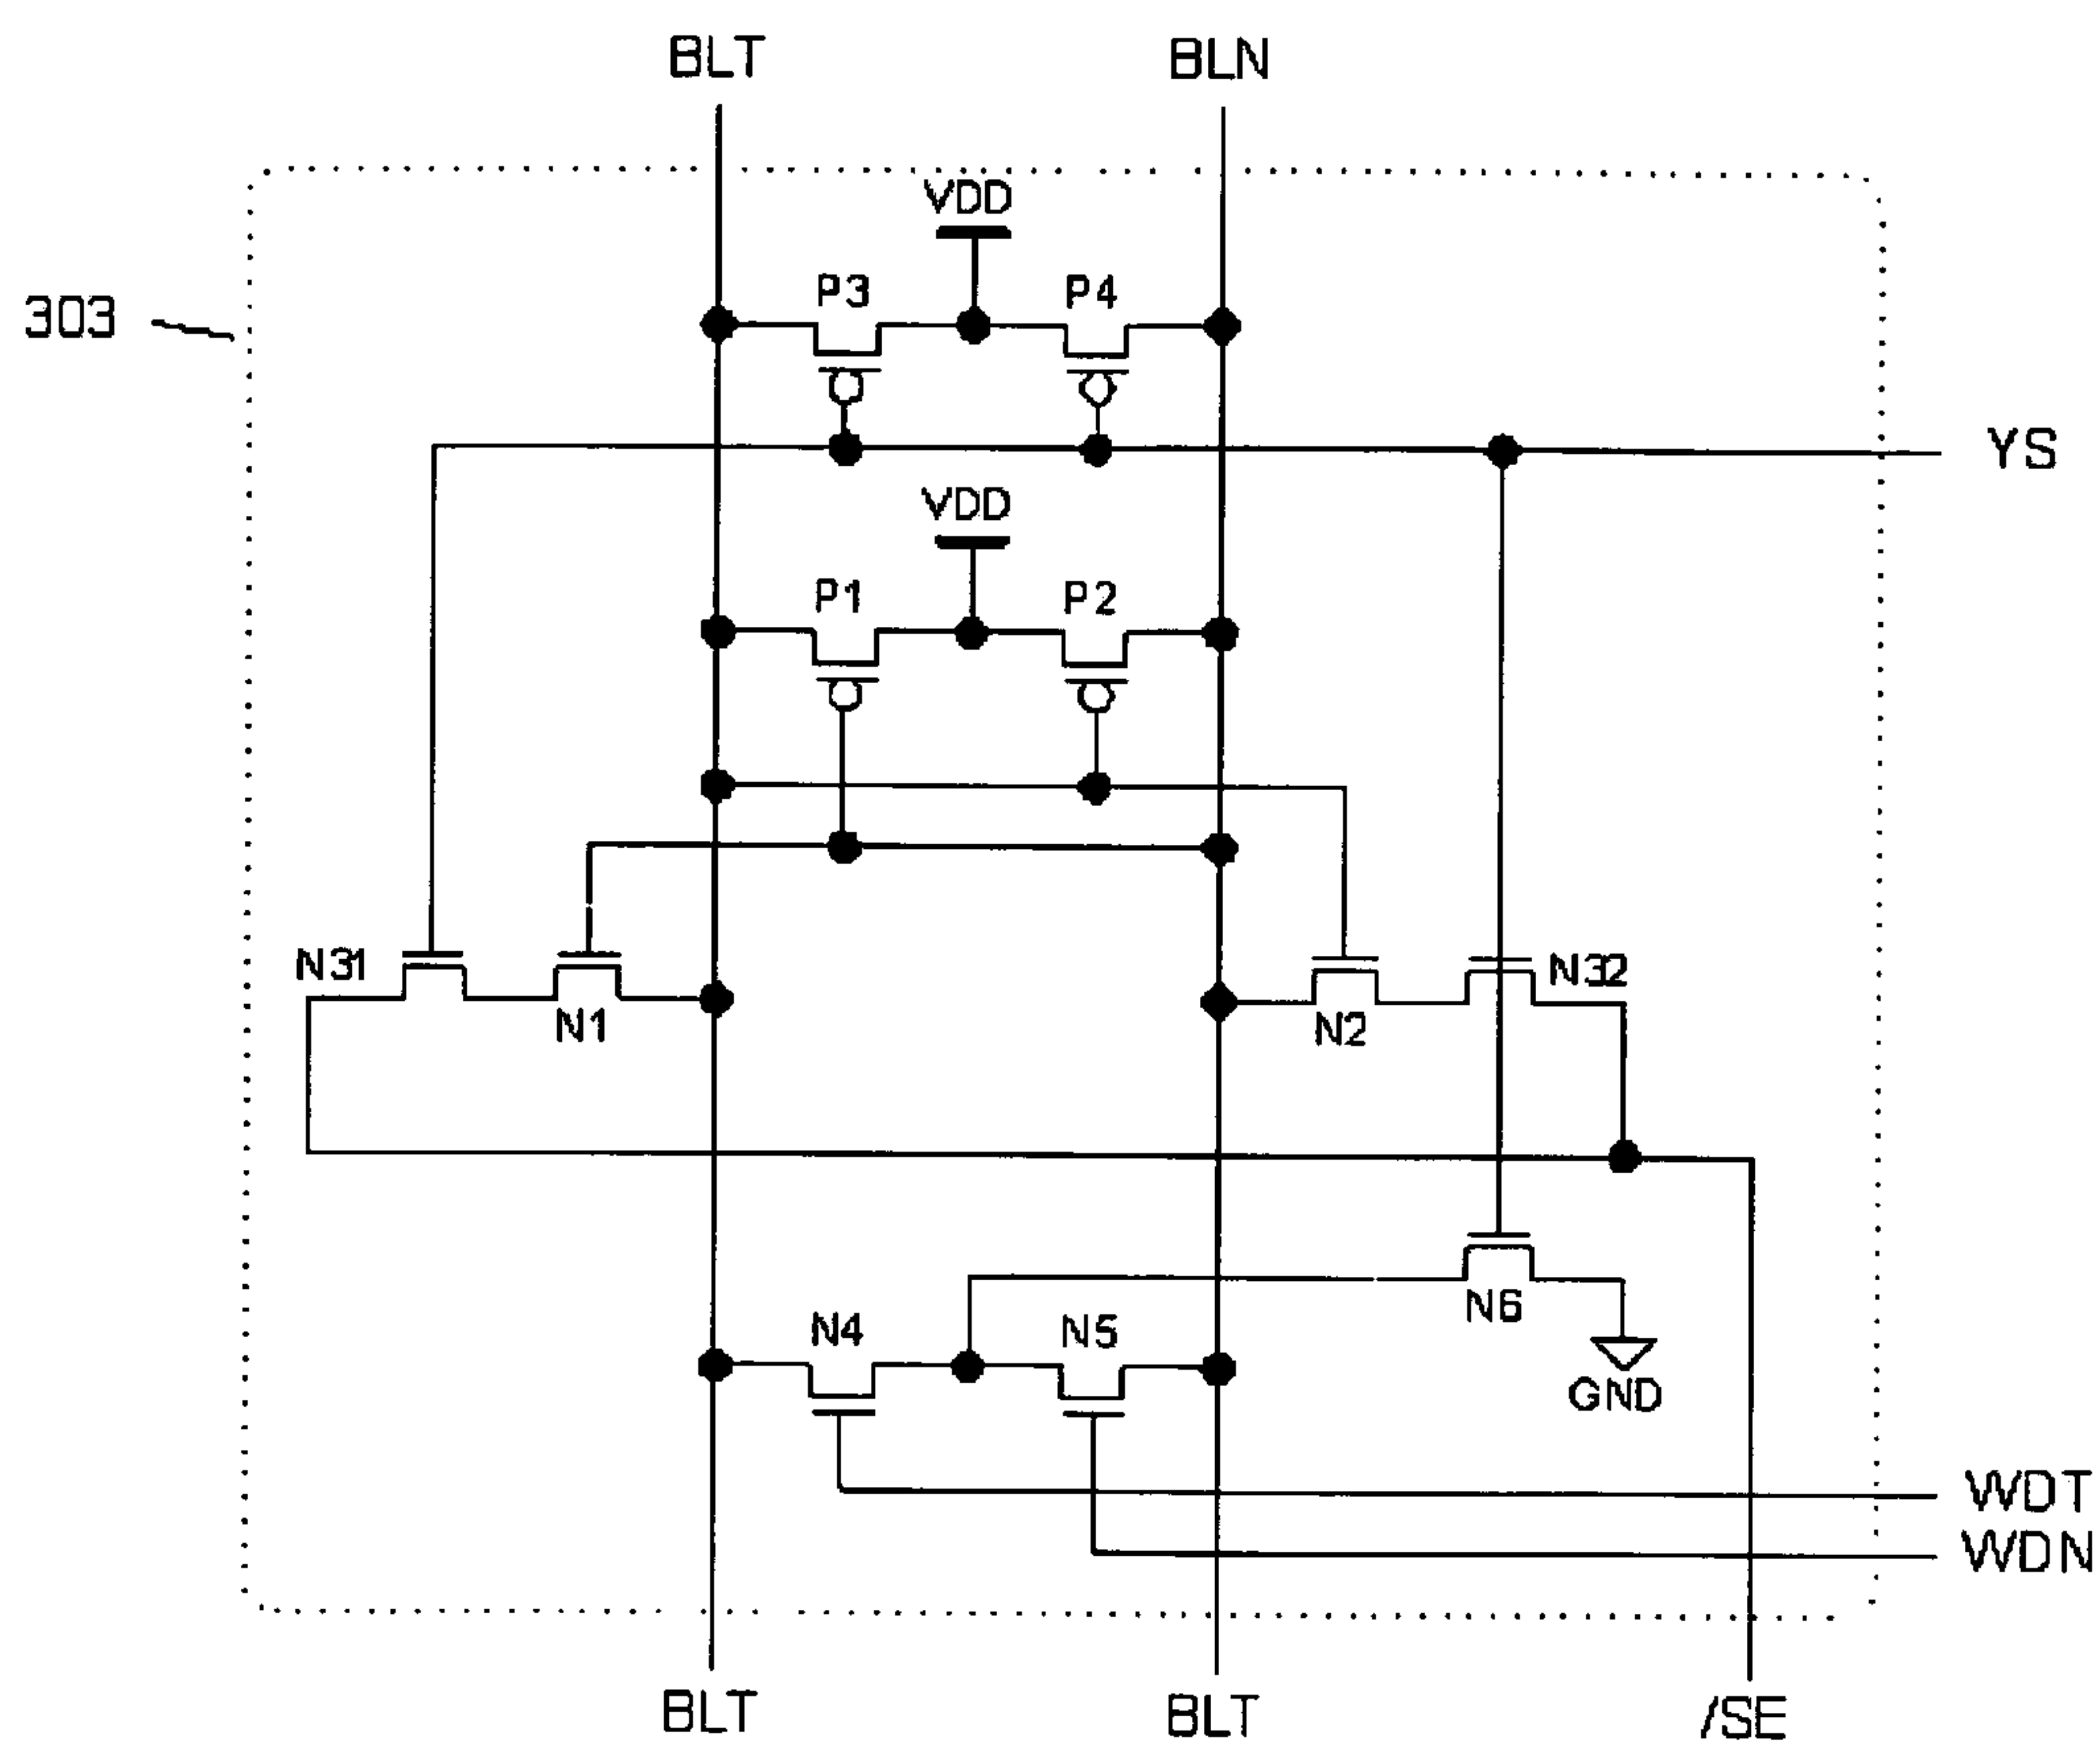 BLT
BLN
VDD
P3
P4
303
YS
VDD
P1
P2
N31
N1
N2
N32
N6
N4
N5
GND
WDT
WDN
BLT
BLT
/SE